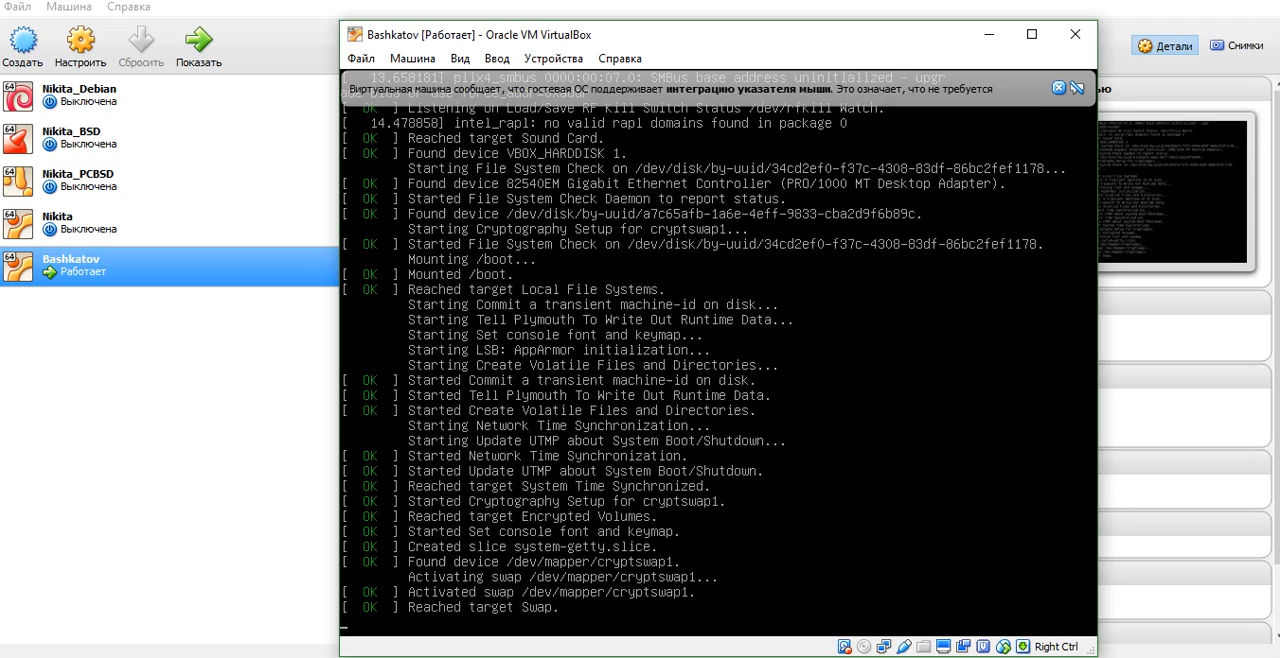 Файл Машина Справка
Создать Настроить Сбросить Показать
Детали Снимки
64 Nikita_Debian
Выключена
64 Nikita_BSD
Выключена
64 Nikita_PCBSD
Выключена
64 Nikita
Выключена
64 Bashkatov
Работает
Bashkatov [Работает] - Oracle VM VirtualBox
Файл Машина Вид Ввод Устройства Справка
[ 13.658181] piix4_smbus 0000:00:07.0: SMBus base address uninitialized - upgr
Виртуальная машина сообщает, что гостевая ОС поддерживает интеграцию указателя мыши. Это означает, что не требуется
[ OK ] Listening on Load/Save RF Kill Switch Status /dev/rfkill Watch.
[ 14.478858] intel_rapl: no valid rapl domains found in package 0
[ OK ] Reached target Sound Card.
[ OK ] Found device VBOX_HARDDISK 1.
Starting File System Check on /dev/disk/by-uuid/34cd2ef0-f37c-4308-83df-86bc2fef1178...
[ OK ] Found device 82540EM Gigabit Ethernet Controller (PRO/1000 MT Desktop Adapter).
[ OK ] Started File System Check Daemon to report status.
[ OK ] Found device /dev/disk/by-uuid/a7c65afb-1a6e-4eff-9833-cba2d9f6b89c.
Starting Cryptography Setup for cryptswap1...
[ OK ] Started File System Check on /dev/disk/by-uuid/34cd2ef0-f37c-4308-83df-86bc2fef1178.
Mounting /boot...
[ OK ] Mounted /boot.
[ OK ] Reached target Local File Systems.
Starting Commit a transient machine-id on disk...
Starting Tell Plymouth To Write Out Runtime Data...
Starting Set console font and keymap...
Starting LSB: AppArmor initialization...
Starting Create Volatile Files and Directories...
[ OK ] Started Commit a transient machine-id on disk.
[ OK ] Started Tell Plymouth To Write Out Runtime Data.
[ OK ] Started Create Volatile Files and Directories.
Starting Network Time Synchronization...
Starting Update UTMP about System Boot/Shutdown...
[ OK ] Started Network Time Synchronization.
[ OK ] Started Update UTMP about System Boot/Shutdown.
[ OK ] Reached target System Time Synchronized.
[ OK ] Started Cryptography Setup for cryptswap1.
[ OK ] Reached target Encrypted Volumes.
[ OK ] Started Set console font and keymap.
[ OK ] Created slice system-getty.slice.
[ OK ] Found device /dev/mapper/cryptswap1.
Activating swap /dev/mapper/cryptswap1...
[ OK ] Activated swap /dev/mapper/cryptswap1.
[ OK ] Reached target Swap.
Right Ctrl